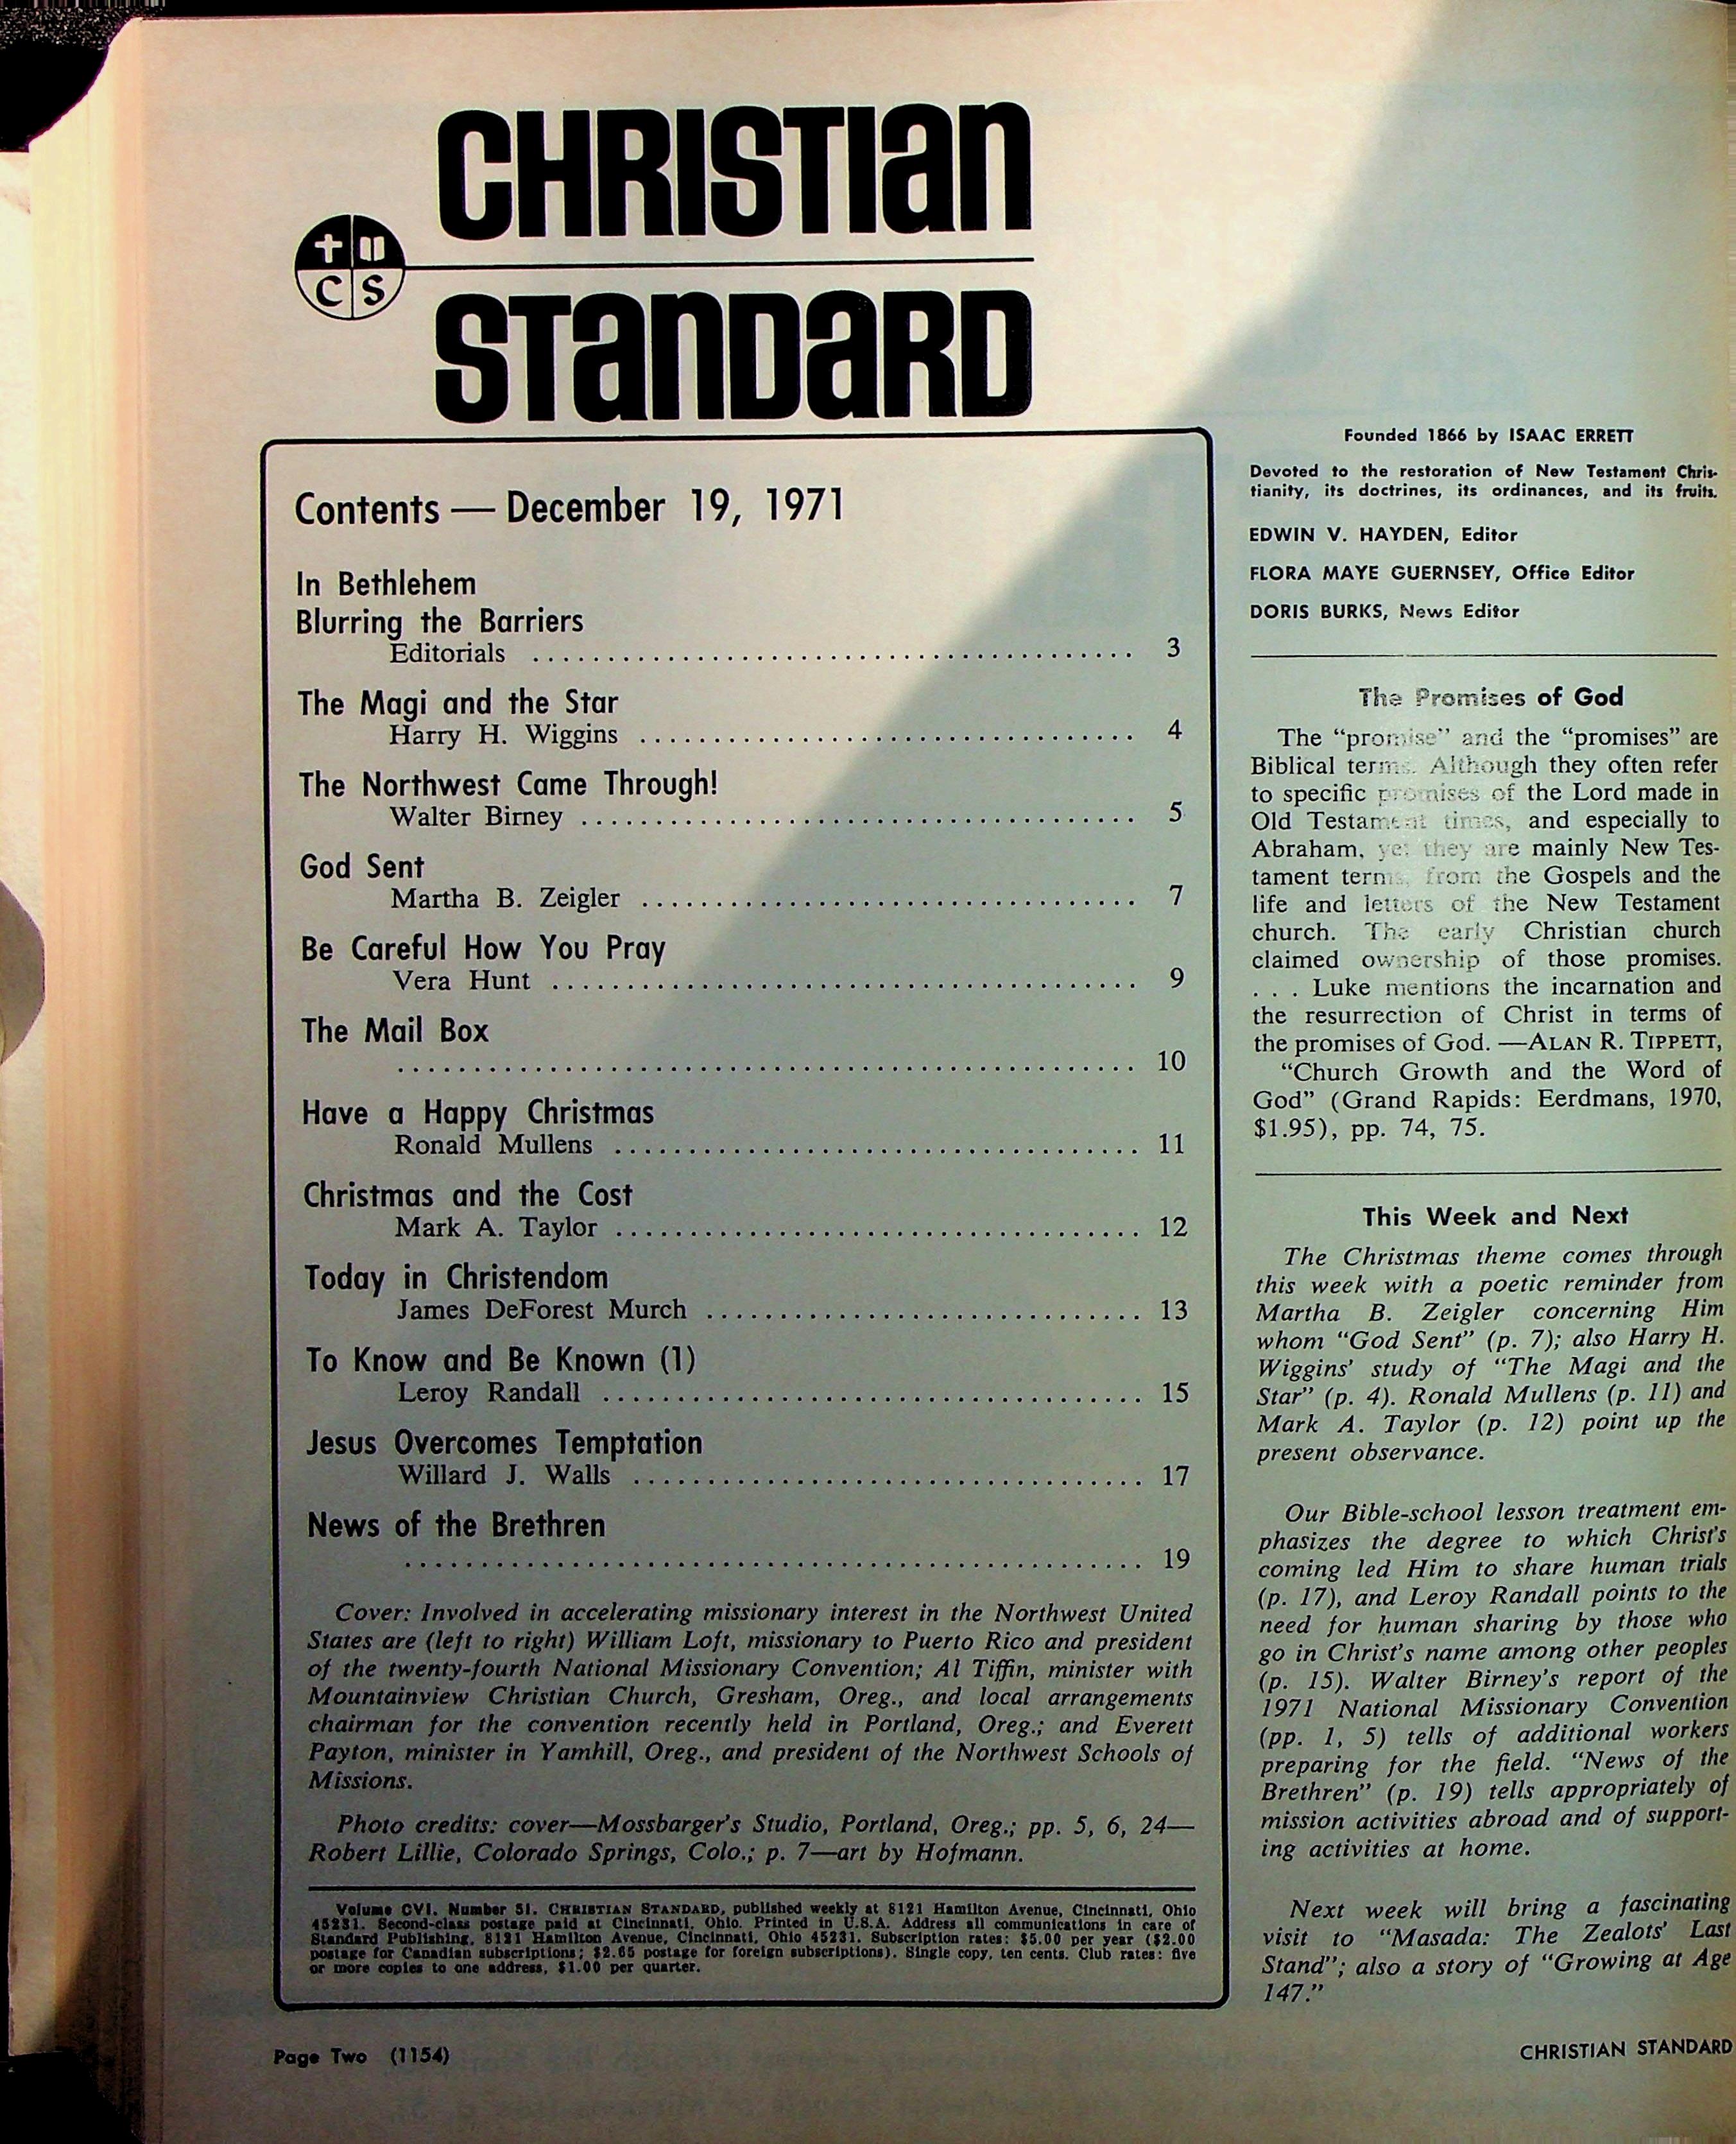 CHRISTIAN
STANDARD
C S
Contents — December 19, 1971
In Bethlehem
Blurring the Barriers
Editorials ........................................ 3
The Magi and the Star
Harry H. Wiggins ................................. 4
The Northwest Came Through!
Walter Birney ..................................... 5
God Sent
Martha B. Zeigler ................................. 7
Be Careful How You Pray
Vera Hunt ....................................... 9
The Mail Box
................................................. 10
Have a Happy Christmas
Ronald Mullens ................................... 11
Christmas and the Cost
Mark A. Taylor ................................... 12
Today in Christendom
James DeForest Murch ............................. 13
To Know and Be Known (1)
Leroy Randall .................................... 15
Jesus Overcomes Temptation
Willard J. Walls .................................. 17
News of the Brethren
................................................. 19
Cover: Involved in accelerating missionary interest in the Northwest United
States are (left to right) William Loft, missionary to Puerto Rico and president
of the twenty-fourth National Missionary Convention; Al Tiffin, minister with
Mountainview Christian Church, Gresham, Oreg., and local arrangements
chairman for the convention recently held in Portland, Oreg.; and Everett
Payton, minister in Yamhill, Oreg., and president of the Northwest Schools of
Missions.
Photo credits: cover—Mossbarger's Studio, Portland, Oreg.; pp. 5, 6, 24—
Robert Lillie, Colorado Springs, Colo.; p. 7—art by Hofmann.
Volume CVI. Number 51. CHRISTIAN STANDARD, published weekly at 8121 Hamilton Avenue, Cincinnati, Ohio
45231. Second-class postage paid at Cincinnati, Ohio. Printed in U.S.A. Address all communications in care of
Standard Publishing, 8121 Hamilton Avenue, Cincinnati, Ohio 45231. Subscription rates: $5.00 per year ($2.00
postage for Canadian subscriptions; $2.65 postage for foreign subscriptions). Single copy, ten cents. Club rates: five
or more copies to one address, $1.00 per quarter.
Founded 1866 by ISAAC ERRETT
Devoted to the restoration of New Testament Chris-
tianity, its doctrines, its ordinances, and its fruits.
EDWIN V. HAYDEN, Editor
FLORA MAYE GUERNSEY, Office Editor
DORIS BURKS, News Editor
The Promises of God
The "promise" and the "promises" are
Biblical terms. Although they often refer
to specific promises of the Lord made in
Old Testament times, and especially to
Abraham, yet they are mainly New Tes-
tament terms, from the Gospels and the
life and letters of the New Testament
church. The early Christian church
claimed ownership of those promises.
. . . Luke mentions the incarnation and
the resurrection of Christ in terms of
the promises of God. —ALAN R. TIPPETT,
"Church Growth and the Word of
God" (Grand Rapids: Eerdmans, 1970,
$1.95), pp. 74, 75.
This Week and Next
The Christmas theme comes through
this week with a poetic reminder from
Martha B. Zeigler concerning Him
whom "God Sent" (p. 7); also Harry H.
Wiggins' study of "The Magi and the
Star" (p. 4). Ronald Mullens (p. 11) and
Mark A. Taylor (p. 12) point up the
present observance.
Our Bible-school lesson treatment em-
phasizes the degree to which Christ's
coming led Him to share human trials
(p. 17), and Leroy Randall points to the
need for human sharing by those who
go in Christ's name among other peoples
(p. 15). Walter Birney's report of the
1971 National Missionary Convention
(pp. 1, 5) tells of additional workers
preparing for the field. "News of the
Brethren" (p. 19) tells appropriately of
mission activities abroad and of support-
ing activities at home.
Next week will bring a fascinating
visit to "Masada: The Zealots' Last
Stand"; also a story of "Growing at Age
147."
Page Two (1154)
CHRISTIAN STANDARD